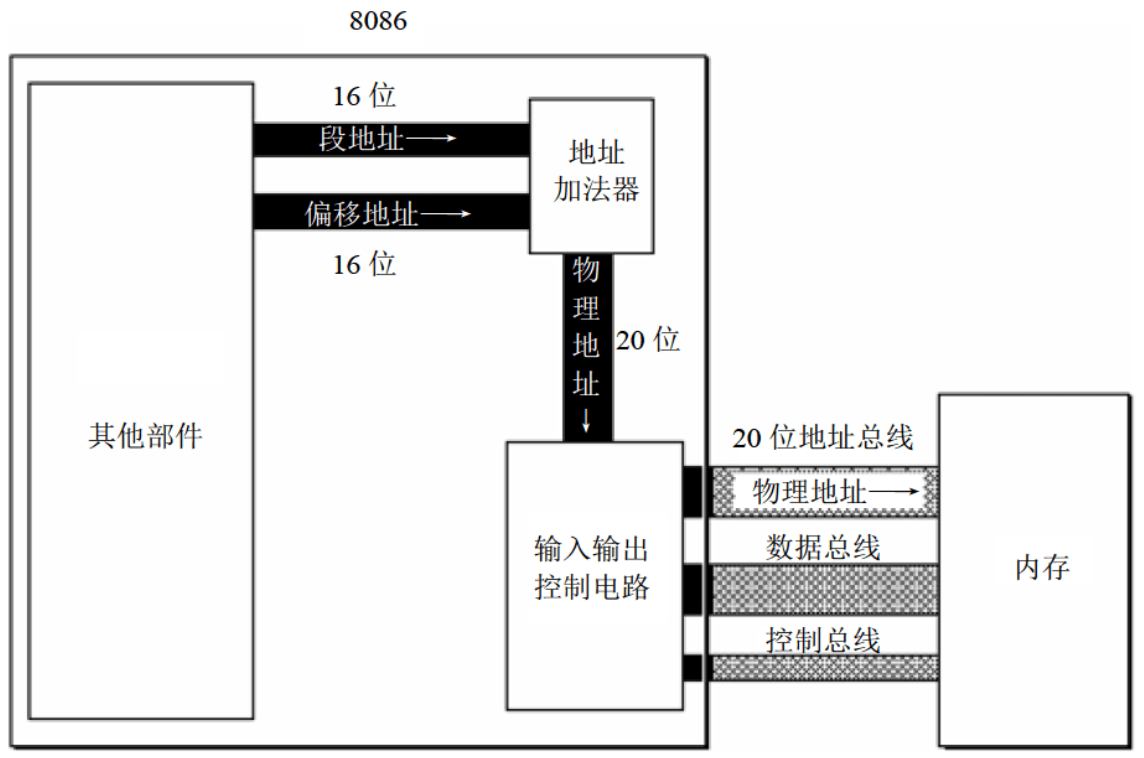 8086
16 位
段地址→
偏移地址→
16 位
地址
加法器
物
理
地
址
↓
20 位
其他部件
输入输出
控制电路
20 位地址总线
物理地址→
数据总线
控制总线
内存